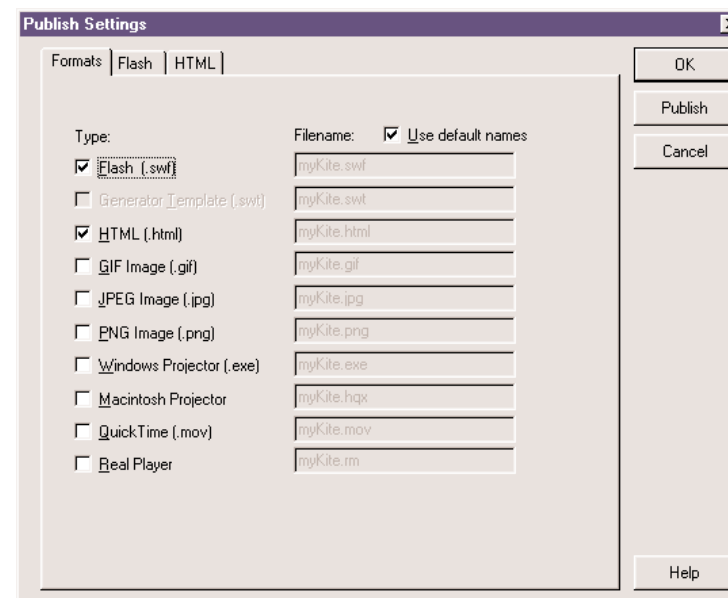 Publish Settings
Formats Flash HTML
OK
Publish
Cancel
Type: Filename: Use default names
Flash (.swf) myKite.swf
Generator Template (.swt) myKite.swt
HTML (.html) myKite.html
GIF Image (.gif) myKite.gif
JPEG Image (.jpg) myKite.jpg
PNG Image (.png) myKite.png
Windows Projector (.exe) myKite.exe
Macintosh Projector myKite.hqx
QuickTime (.mov) myKite.mov
Real Player myKite.rm
Help